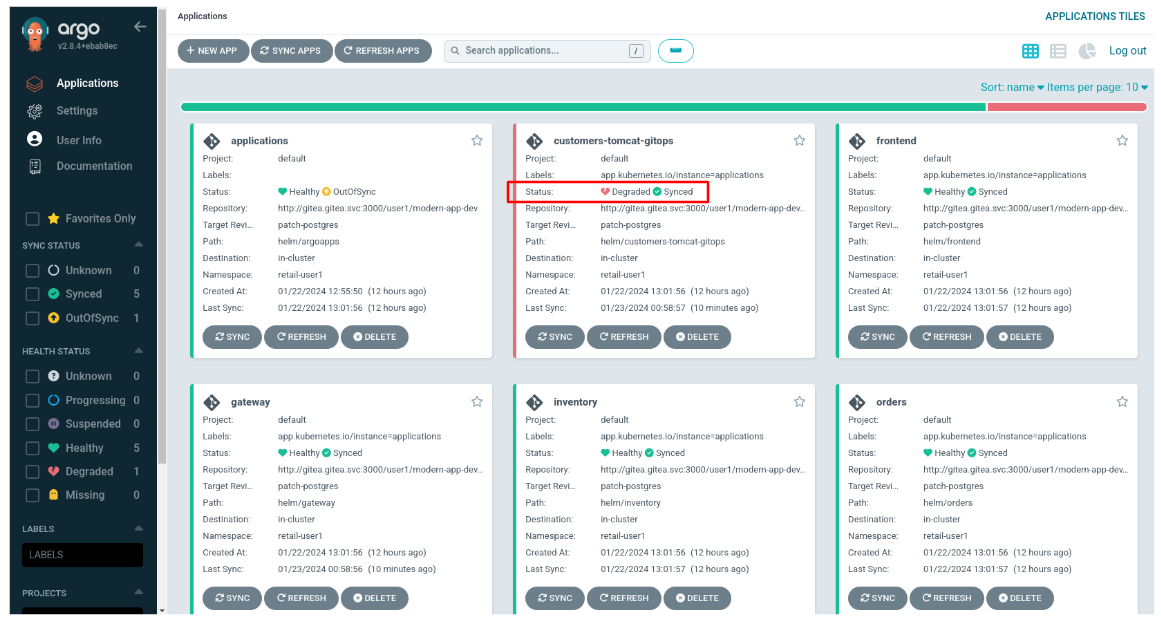 argo
v2.8.4+ebab8ec
Applications
Settings
User Info
Documentation
Favorites Only
SYNC STATUS
Unknown 0
Synced 5
OutOfSync 1
HEALTH STATUS
Unknown 0
Progressing 0
Suspended 0
Healthy 5
Degraded 1
Missing 0
LABELS
LABELS
PROJECTS
Applications
APPLICATIONS TILES
+ NEW APP
SYNC APPS
REFRESH APPS
Search applications...
/
Log out
Sort: name
Items per page: 10
applications
Project: default
Labels:
Status: Healthy OutOfSync
Repository: http://gitea.gitea.svc:3000/user1/modern-app-dev
Target Revi... patch-postgres
Path: helm/argoapps
Destination: in-cluster
Namespace: retail-user1
Created At: 01/22/2024 12:55:50 (12 hours ago)
Last Sync: 01/22/2024 13:01:56 (12 hours ago)
SYNC
REFRESH
DELETE
customers-tomcat-gitops
Project: default
Labels: app.kubernetes.io/instance=applications
Status: Degraded Synced
Repository: http://gitea.gitea.svc:3000/user1/modern-app-dev...
Target Revi... patch-postgres
Path: helm/customers-tomcat-gitops
Destination: in-cluster
Namespace: retail-user1
Created At: 01/22/2024 13:01:56 (12 hours ago)
Last Sync: 01/23/2024 00:58:57 (10 minutes ago)
SYNC
REFRESH
DELETE
frontend
Project: default
Labels: app.kubernetes.io/instance=applications
Status: Healthy Synced
Repository: http://gitea.gitea.svc:3000/user1/modern-app-dev...
Target Revi... patch-postgres
Path: helm/frontend
Destination: in-cluster
Namespace: retail-user1
Created At: 01/22/2024 13:01:56 (12 hours ago)
Last Sync: 01/22/2024 13:01:57 (12 hours ago)
SYNC
REFRESH
DELETE
gateway
Project: default
Labels: app.kubernetes.io/instance=applications
Status: Healthy Synced
Repository: http://gitea.gitea.svc:3000/user1/modern-app-dev...
Target Revi... patch-postgres
Path: helm/gateway
Destination: in-cluster
Namespace: retail-user1
Created At: 01/22/2024 13:01:56 (12 hours ago)
Last Sync: 01/23/2024 00:58:56 (10 minutes ago)
SYNC
REFRESH
DELETE
inventory
Project: default
Labels: app.kubernetes.io/instance=applications
Status: Healthy Synced
Repository: http://gitea.gitea.svc:3000/user1/modern-app-dev...
Target Revi... patch-postgres
Path: helm/inventory
Destination: in-cluster
Namespace: retail-user1
Created At: 01/22/2024 13:01:56 (12 hours ago)
Last Sync: 01/22/2024 13:01:57 (12 hours ago)
SYNC
REFRESH
DELETE
orders
Project: default
Labels: app.kubernetes.io/instance=applications
Status: Healthy Synced
Repository: http://gitea.gitea.svc:3000/user1/modern-app-dev...
Target Revi... patch-postgres
Path: helm/orders
Destination: in-cluster
Namespace: retail-user1
Created At: 01/22/2024 13:01:56 (12 hours ago)
Last Sync: 01/22/2024 13:01:57 (12 hours ago)
SYNC
REFRESH
DELETE